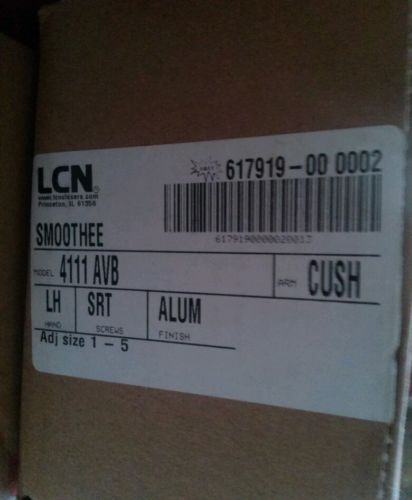 LCN®
www.lcnclosers.com
Princeton, IL 61356
617919-00 0002
SMOOTHEE
MODEL 4111 AVB
ARM CUSH
LH SRT ALUM
HAND SCREWS FINISH
Adj size 1 - 5